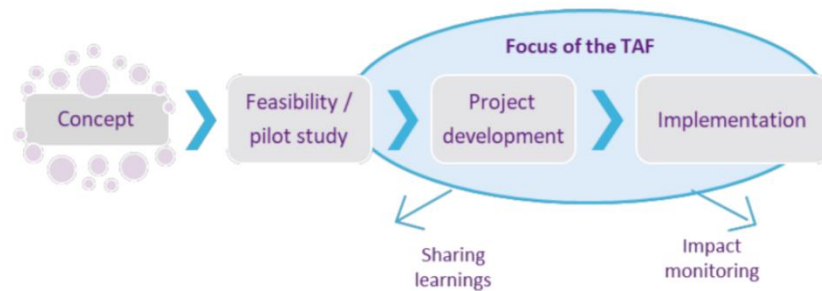 Focus of the TAF
Concept
Feasibility /
pilot study
Project
development
Implementation
Sharing
learnings
Impact
monitoring